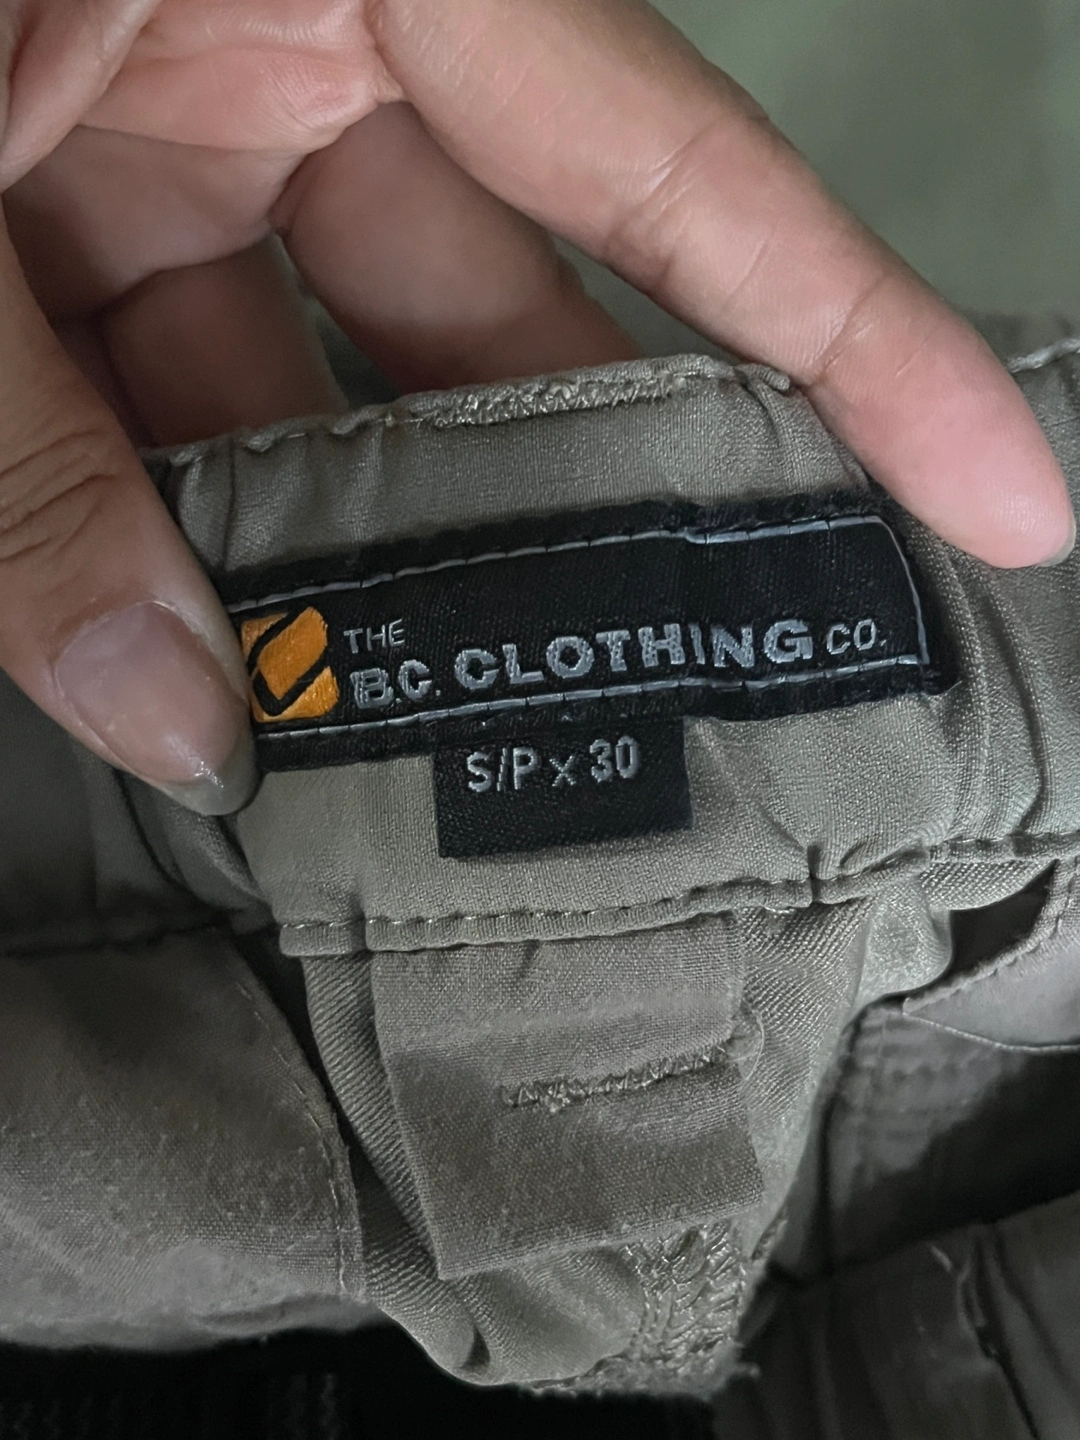 THE
B.C. CLOTHING CO.
S/P x 30